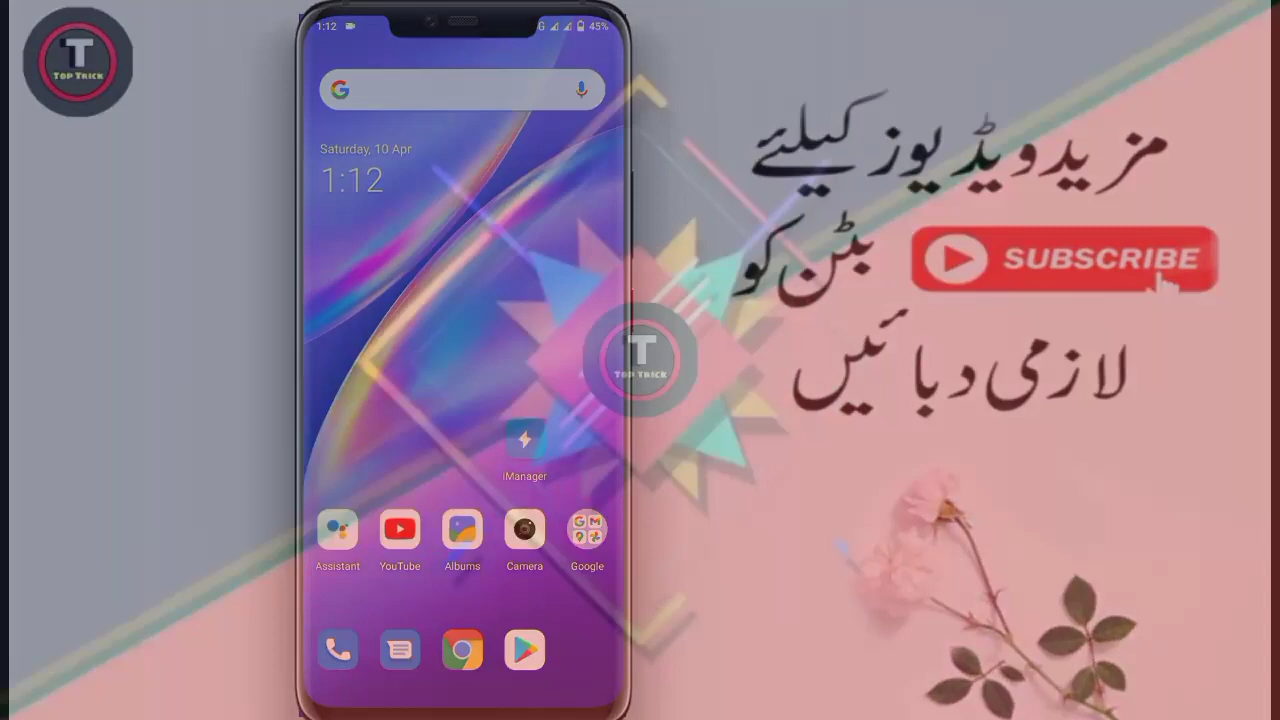 T
TOP TRICK
1:12
G
45%
G
Saturday, 10 Apr
1:12
iManager
Assistant
YouTube
Albums
Camera
Google
مزید ویڈیوز کیلئے
SUBSCRIBE بٹن کو
لازمی دبائیں
T
TOP TRICK